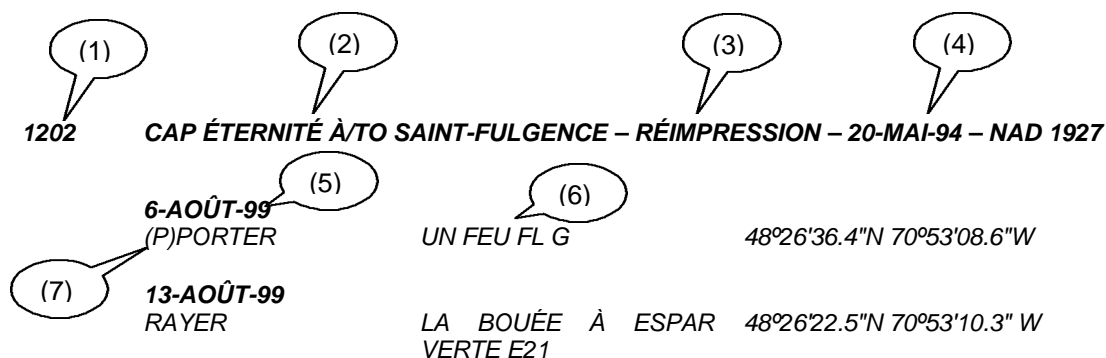 (1) (2) (3) (4)
1202 CAP ÉTERNITÉ À/TO SAINT-FULGENCE – RÉIMPRESSION – 20-MAI-94 – NAD 1927
(5) (6)
6-AOÛT-99
(P)PORTER UN FEU FL G 48º26'36.4"N 70º53'08.6"W
(7)
13-AOÛT-99
RAYER LA BOUÉE À ESPAR 48º26'22.5"N 70º53'10.3" W
VERTE E21